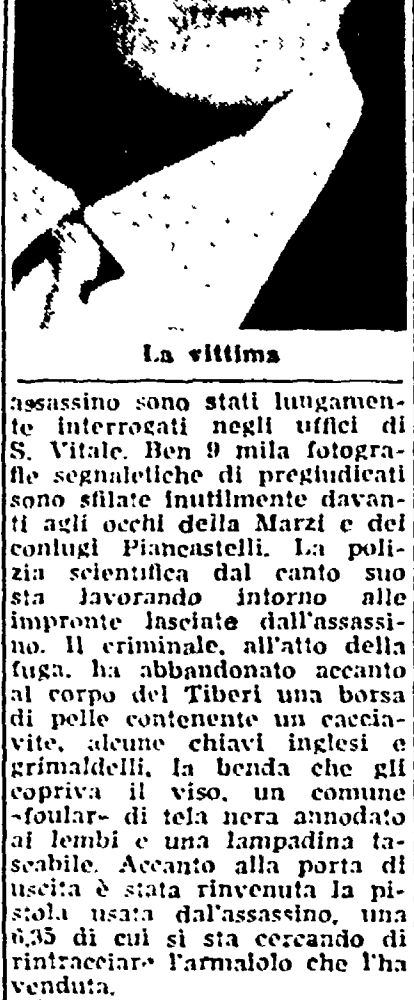 La vittima
assassino sono stati lungamen-
te interrogati negli uffici di
S. Vitale. Ben 9 mila fotogra-
fie segnaletiche di pregiudicati
sono sfilate inutilmente davan-
ti agli occhi della Marzi e dei
coniugi Piancastelli. La poli-
zia scientifica dal canto suo
sta lavorando intorno alle
impronte lasciate dall'assassi-
no. Il criminale, all'atto della
fuga, ha abbandonato accanto
al corpo del Tiberi una borsa
di pelle contenente un caccia-
vite, alcune chiavi inglesi e
grimaldelli, la benda che gli
copriva il viso, un comune
«foular» di tela nera annodato
ai lembi e una lampadina ta-
scabile. Accanto alla porta di
uscita è stata rinvenuta la pi-
stola usata dal'assassino, una
6,35 di cui si sta cercando di
rintracciare l'armaiolo che l'ha
venduta.